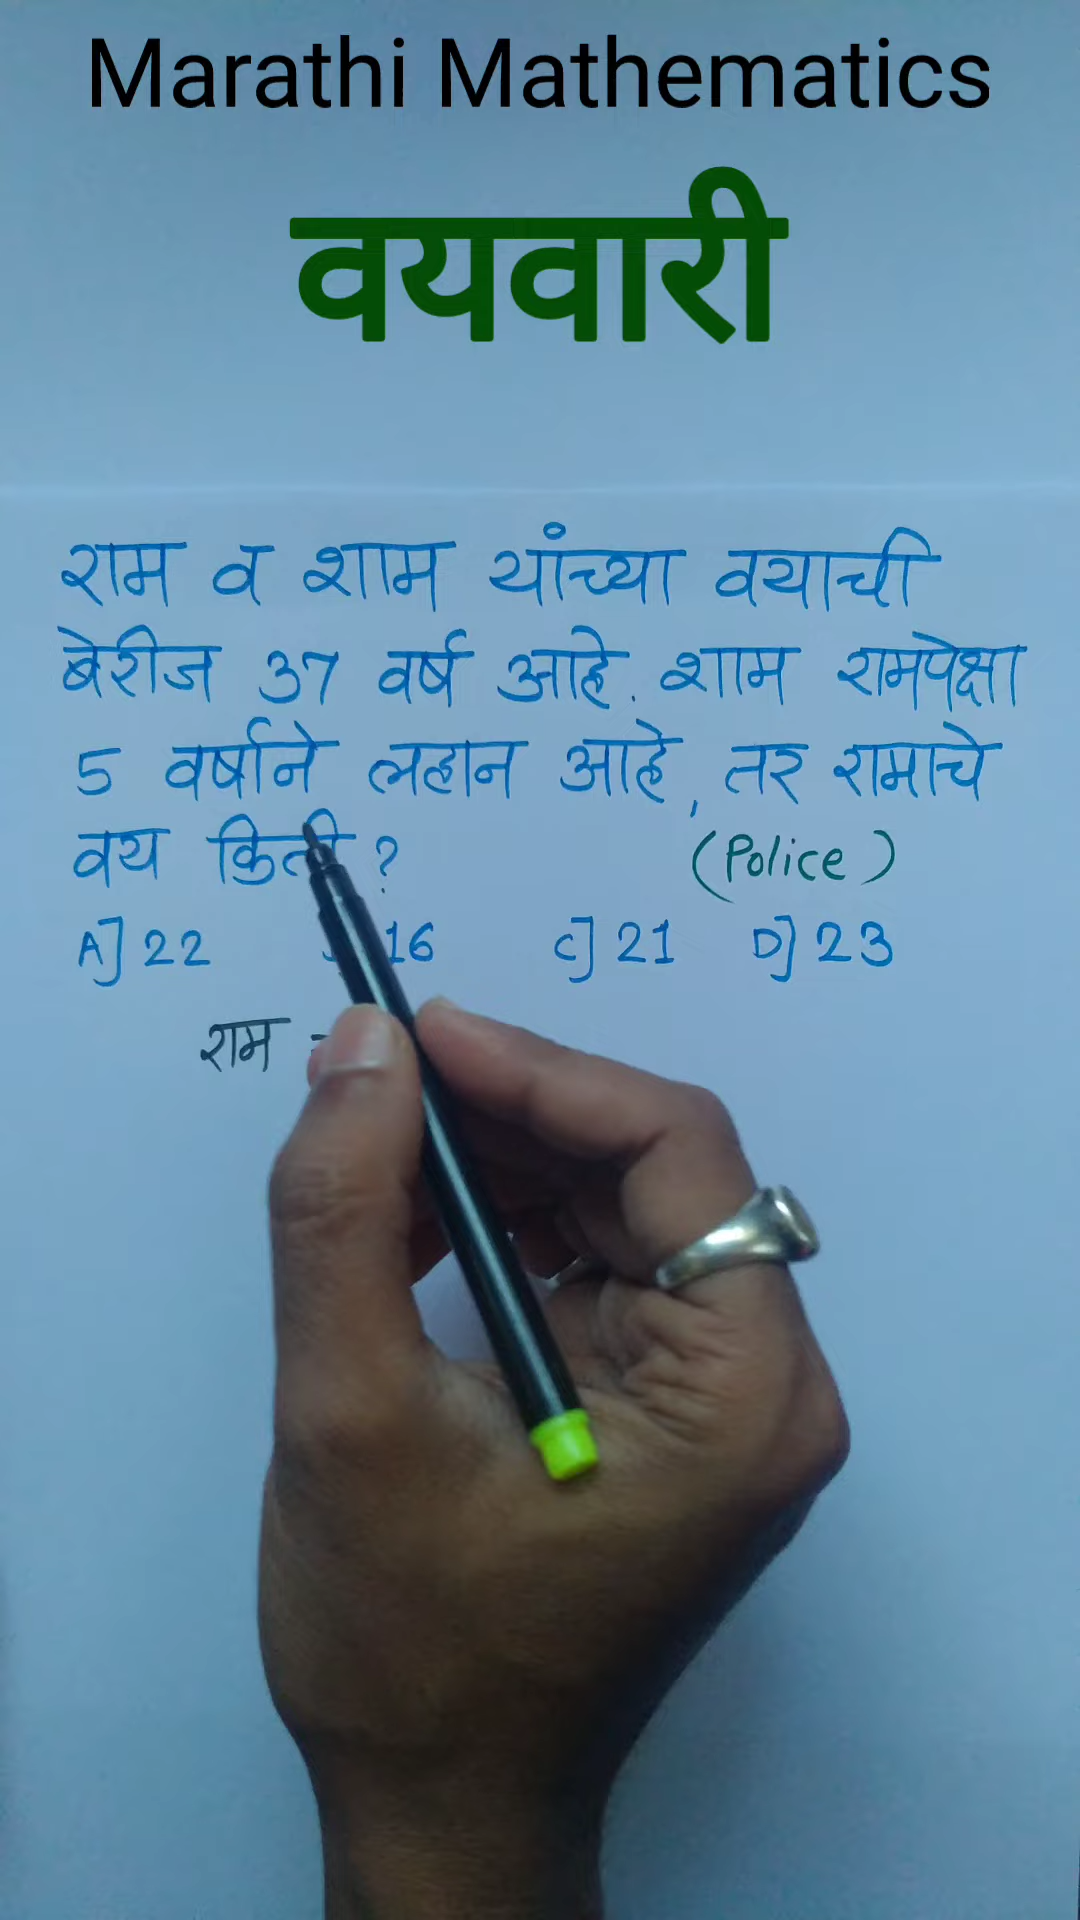 Marathi Mathematics
वयवारी
राम व शाम यांच्या वयाची
बेरीज 37 वर्ष आहे. शाम रामपेक्षा
5 वर्षाने लहान आहे, तर रामाचे
वय किती ?
(Police)
A] 22 16 C] 21 D] 23
राम